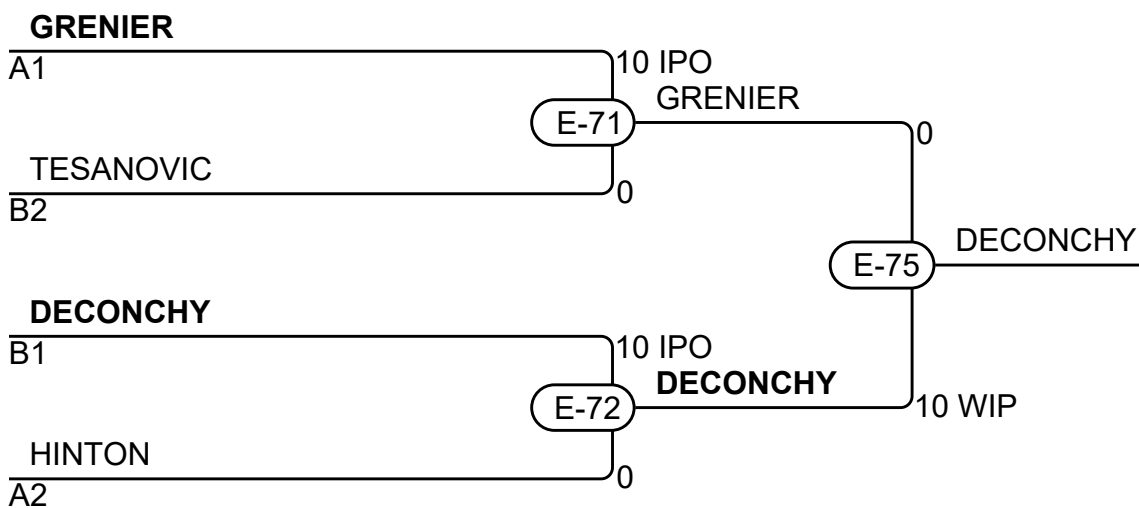 GRENIER
A1
10 IPO
GRENIER
E-71
0
TESANOVIC
0
B2
DECONCHY
E-75
DECONCHY
B1
10 IPO
DECONCHY
E-72
10 WIP
HINTON
0
A2